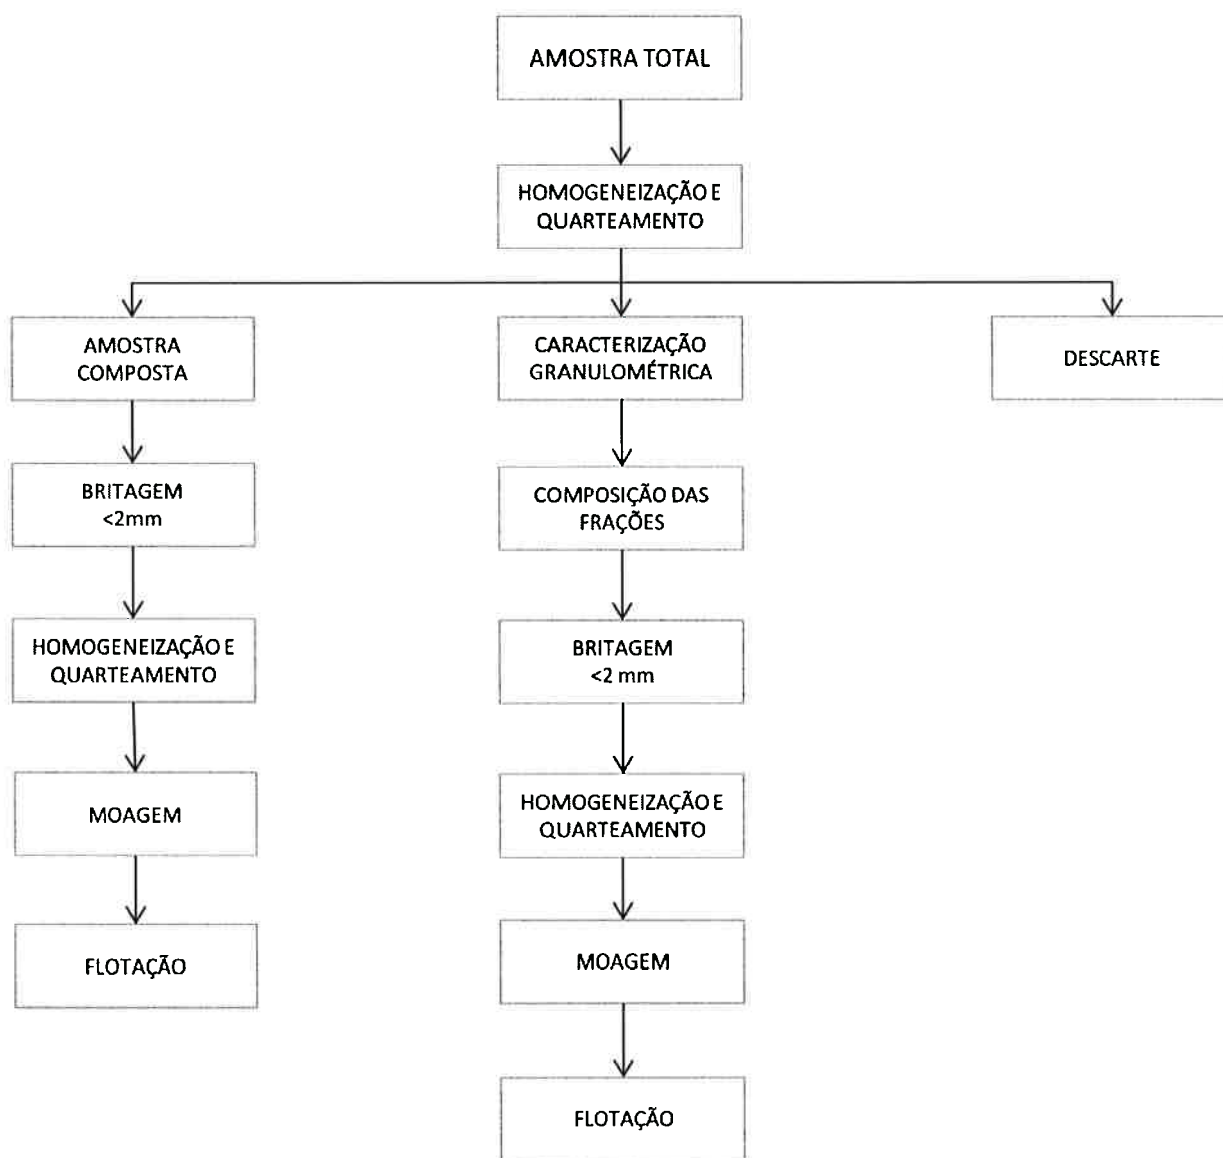 AMOSTRA TOTAL
HOMOGENEIZAÇÃO E
QUARTEAMENTO
AMOSTRA
COMPOSTA
CARACTERIZAÇÃO
GRANULOMÉTRICA
DESCARTE
BRITAGEM
<2mm
COMPOSIÇÃO DAS
FRAÇÕES
HOMOGENEIZAÇÃO E
QUARTEAMENTO
BRITAGEM
<2 mm
MOAGEM
HOMOGENEIZAÇÃO E
QUARTEAMENTO
FLOTAÇÃO
MOAGEM
FLOTAÇÃO